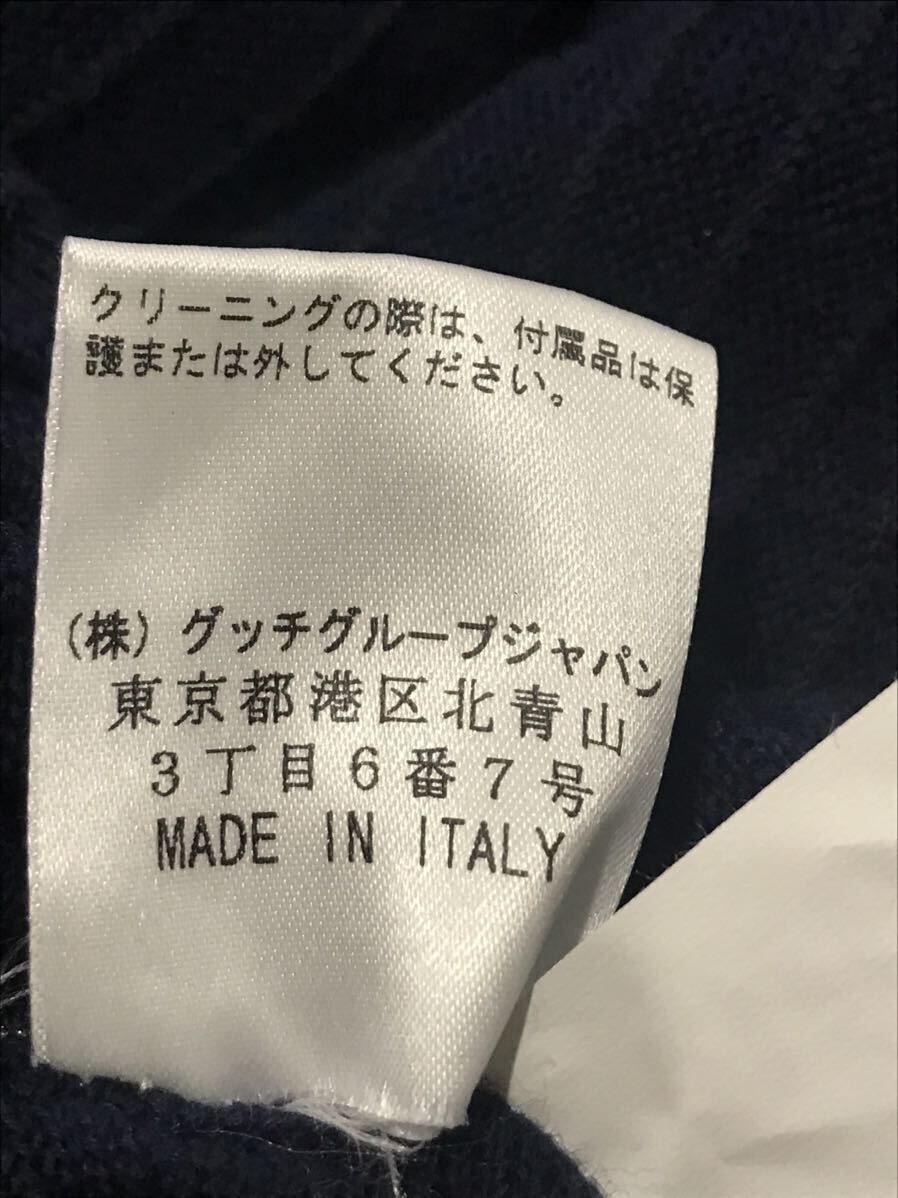 クリーニングの際は、付属品は保
護または外してください。
(株) グッチグループジャパン
東京都港区北青山
3丁目6番7号
MADE IN ITALY